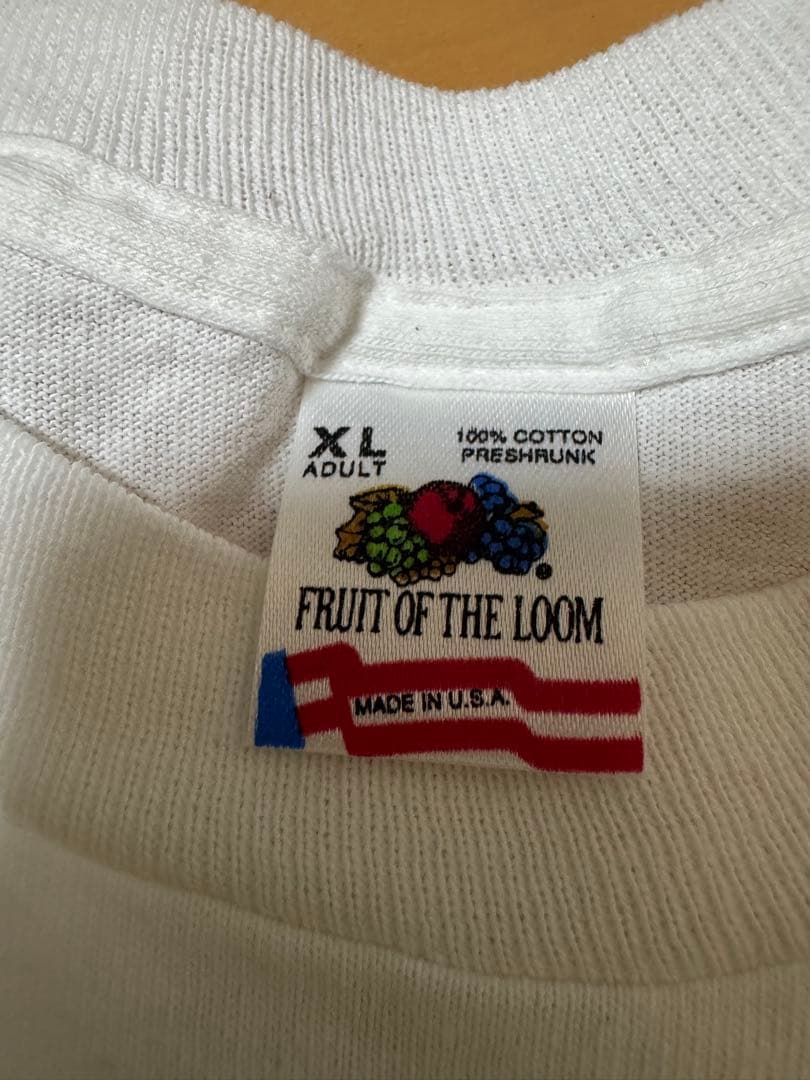 XL 100% COTTON
ADULT PRESHRUNK
FRUIT OF THE LOOM
MADE IN U.S.A.